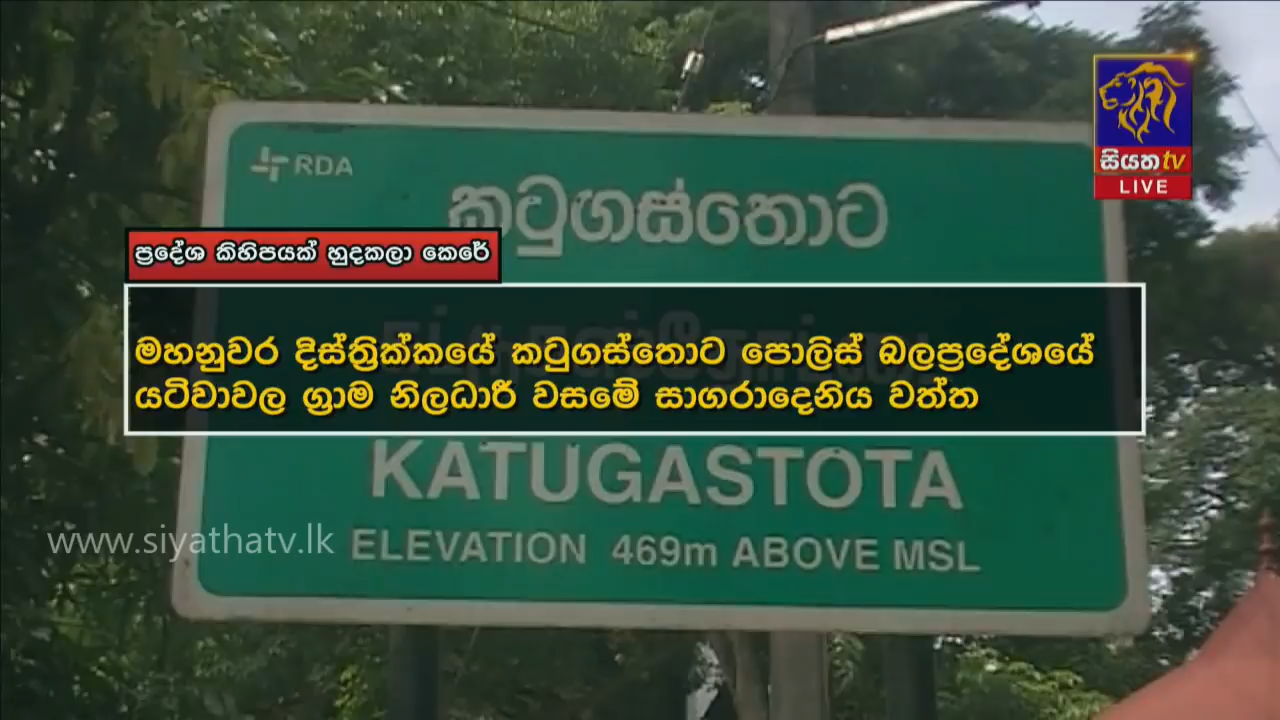 සියත tv
LIVE
RDA
කටුගස්තොට
ප්‍රදේශ කිහිපයක් හුදකලා කෙරේ
මහනුවර දිස්ත්‍රික්කයේ කටුගස්තොට පොලිස් බලප්‍රදේශයේ
යටිවාවල ග්‍රාම නිලධාරී වසමේ සාගරාදෙනිය වත්ත
KATUGASTOTA
www.siyathatv.lk
ELEVATION 469m ABOVE MSL